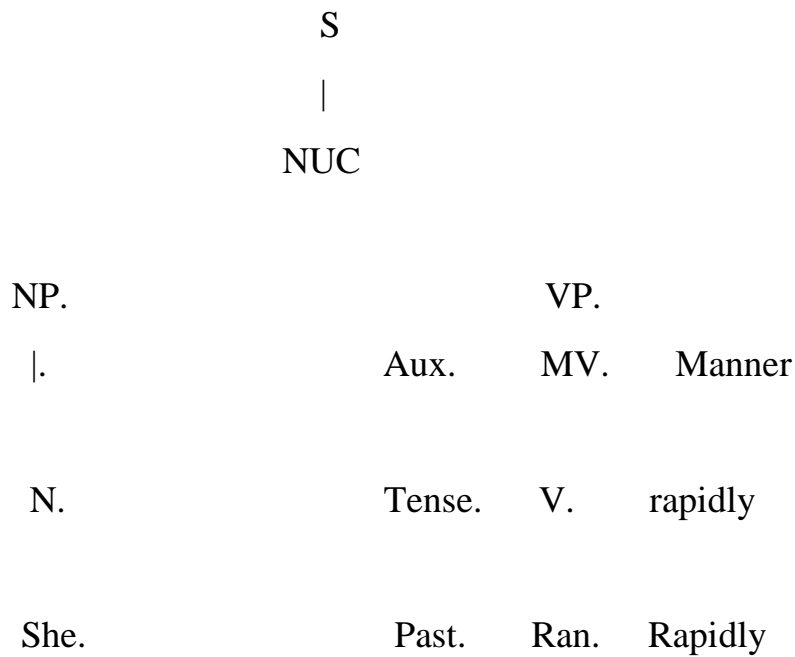 S
|
NUC
NP. VP.
|. Aux. MV. Manner
N. Tense. V. rapidly
She. Past. Ran. Rapidly